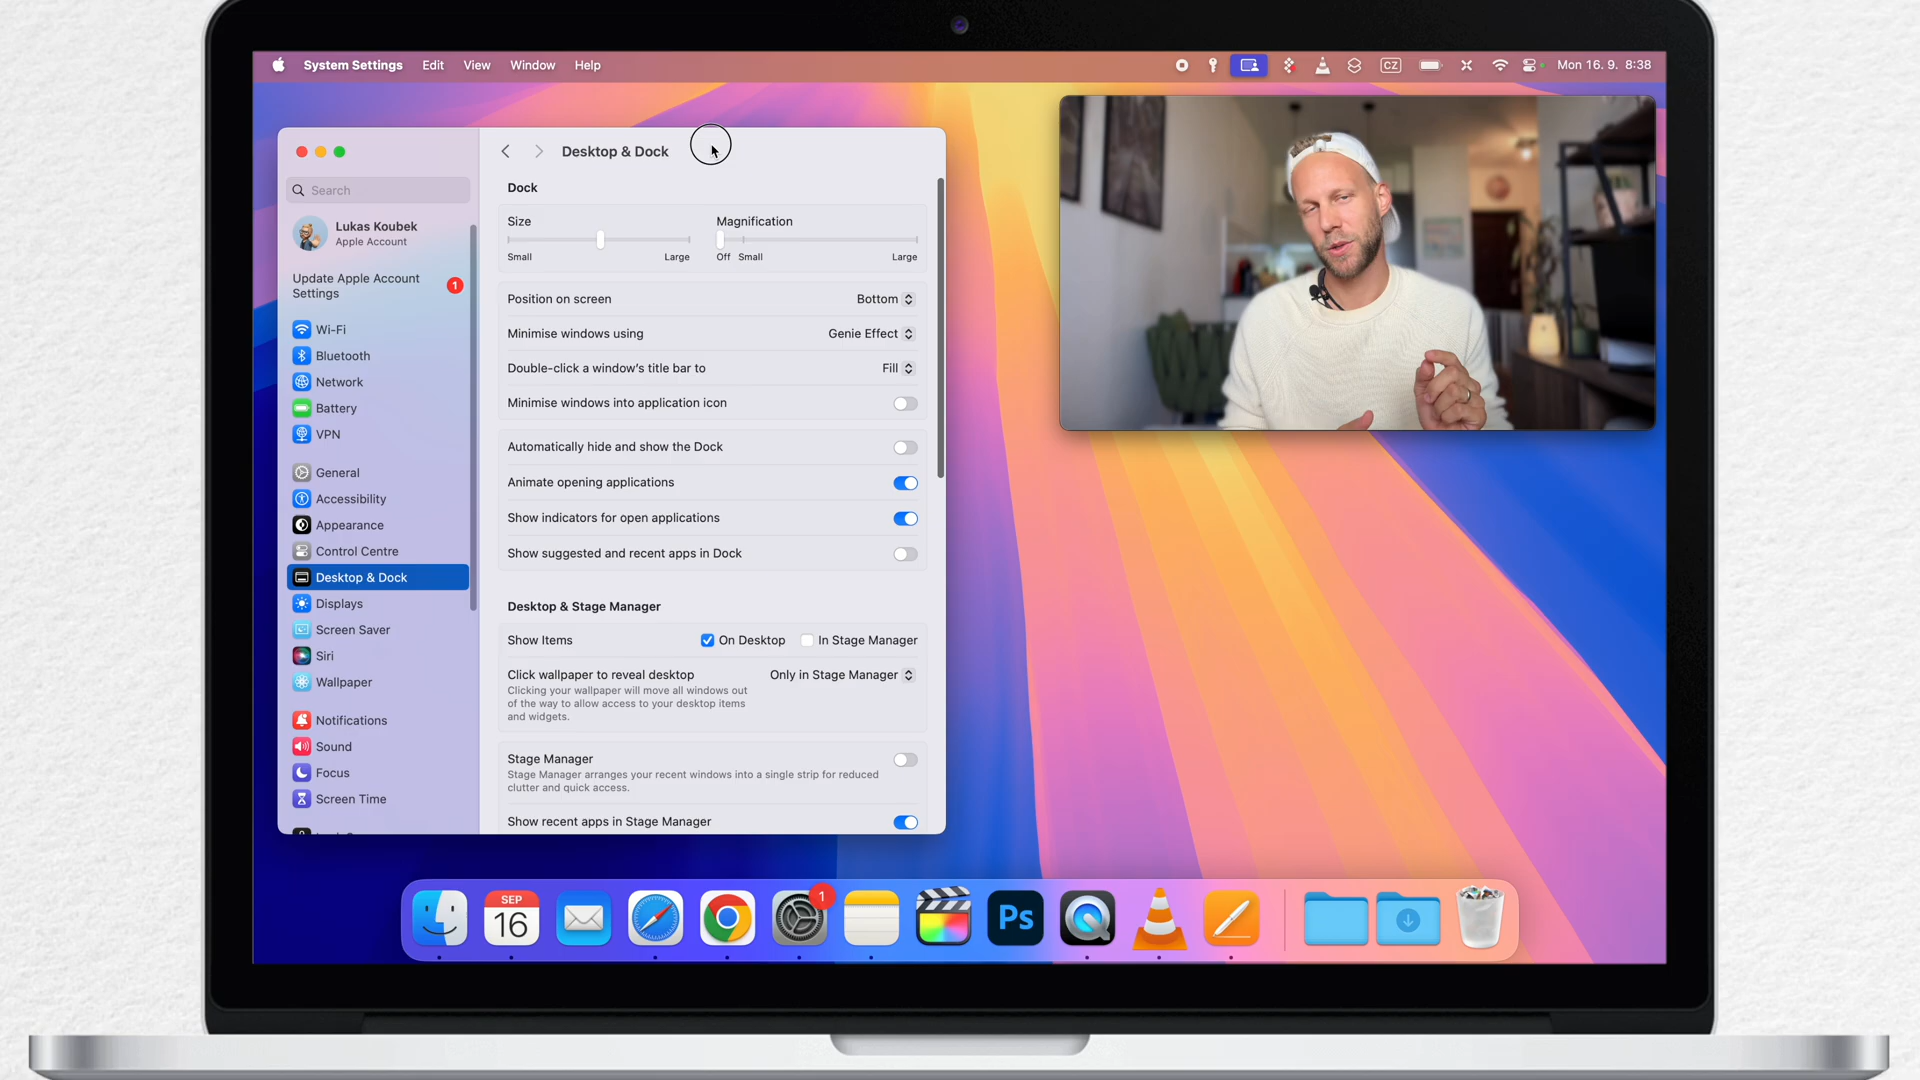 System Settings Edit View Window Help
CZ Mon 16. 9. 8:38
Search
Lukas Koubek
Apple Account
Update Apple Account
Settings
1
Wi-Fi
Bluetooth
Network
Battery
VPN
General
Accessibility
Appearance
Control Centre
Desktop & Dock
Displays
Screen Saver
Siri
Wallpaper
Notifications
Sound
Focus
Screen Time
Desktop & Dock
Dock
Size Magnification
Small Large Off Small Large
Position on screen Bottom
Minimise windows using Genie Effect
Double-click a window's title bar to Fill
Minimise windows into application icon
Automatically hide and show the Dock
Animate opening applications
Show indicators for open applications
Show suggested and recent apps in Dock
Desktop & Stage Manager
Show Items On Desktop In Stage Manager
Click wallpaper to reveal desktop Only in Stage Manager
Clicking your wallpaper will move all windows out
of the way to allow access to your desktop items
and widgets.
Stage Manager
Stage Manager arranges your recent windows into a single strip for reduced
clutter and quick access.
Show recent apps in Stage Manager
SEP
16
1
Ps